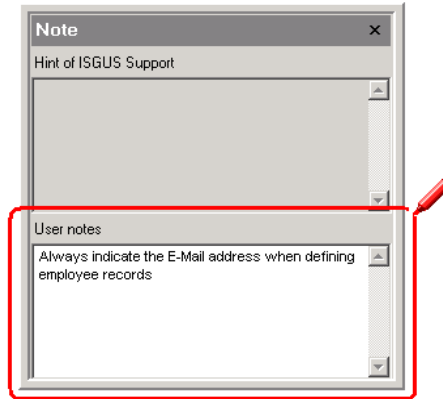 Note
Hint of ISGUS Support
User notes
Always indicate the E-Mail address when defining
employee records